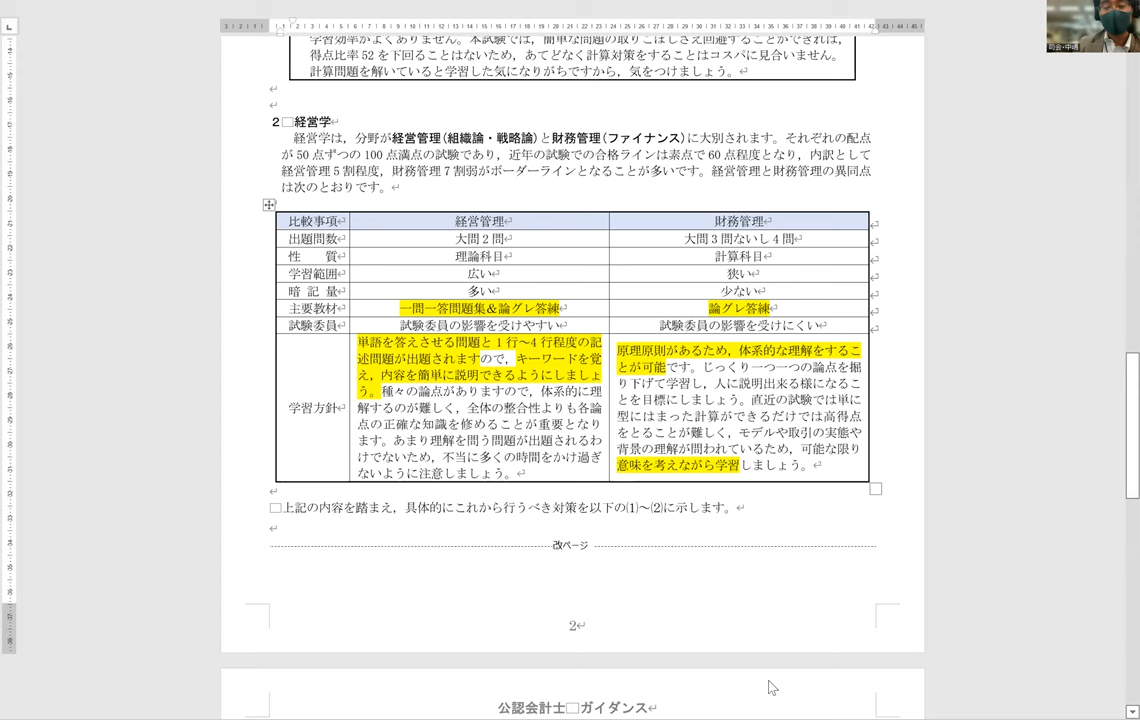 学習効率がよくありません。本試験では，簡単な問題の取りこぼしさえ回避することができれば，
得点比率 52 を下回ることはないため，あてどなく計算対策をすることはコスパに見合いません。
計算問題を解いていると学習した気になりがちですから，気をつけましょう。
2 経営学
経営学は，分野が経営管理（組織論・戦略論）と財務管理（ファイナンス）に大別されます。それぞれの配点
が 50 点ずつの 100 点満点の試験であり，近年の試験での合格ラインは素点で 60 点程度となり，内訳として
経営管理 5 割程度，財務管理 7 割弱がボーダーラインとなることが多いです。経営管理と財務管理の異同点
は次のとおりです。
比較事項 経営管理 財務管理
出題問数 大問 2 問 大問 3 問ないし 4 問
性　質 理論科目 計算科目
学習範囲 広い 狭い
暗 記 量 多い 少ない
主要教材 一問一答問題集＆論グレ答練 論グレ答練
試験委員 試験委員の影響を受けやすい 試験委員の影響を受けにくい
学習方針
単語を答えさせる問題と 1 行～4 行程度の記
述問題が出題されますので，キーワードを覚
え，内容を簡単に説明できるようにしましょ
う。種々の論点がありますので，体系的に理
解するのが難しく，全体の整合性よりも各論
点の正確な知識を修めることが重要となり
ます。あまり理解を問う問題が出題されるわ
けでないため，不当に多くの時間をかけ過ぎ
ないように注意しましょう。
原理原則があるため，体系的な理解をするこ
とが可能です。じっくり一つ一つの論点を掘
り下げて学習し，人に説明出来る様になるこ
とを目標にしましょう。直近の試験では単に
型にはまった計算ができるだけでは高得点
をとることが難しく，モデルや取引の実態や
背景の理解が問われているため，可能な限り
意味を考えながら学習しましょう。
上記の内容を踏まえ，具体的にこれから行うべき対策を以下の⑴～⑵に示します。
改ページ
2
公認会計士 ガイダンス